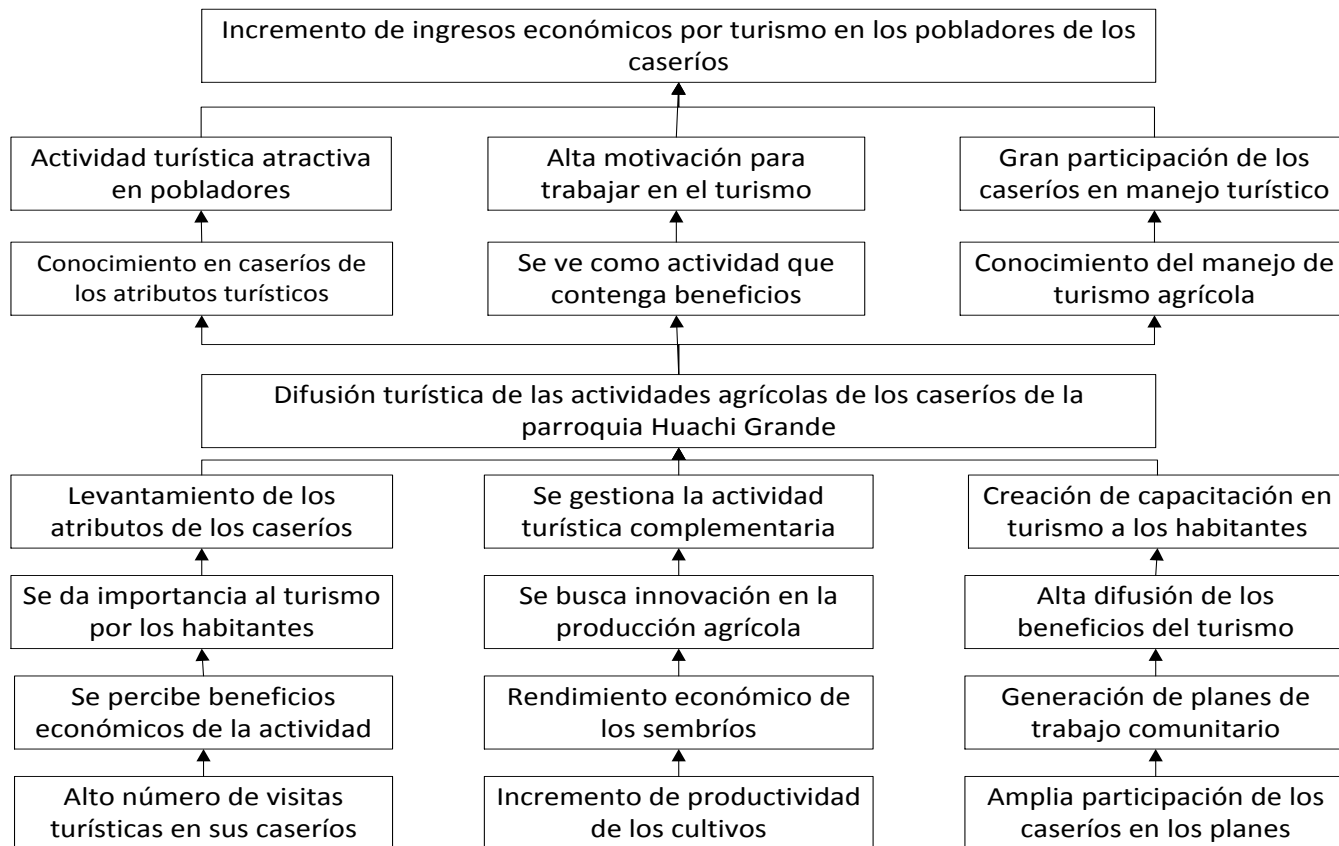 Incremento de ingresos económicos por turismo en los pobladores de los
caseríos
Actividad turística atractiva
en pobladores
Alta motivación para
trabajar en el turismo
Gran participación de los
caseríos en manejo turístico
Conocimiento en caseríos de
los atributos turísticos
Se ve como actividad que
contenga beneficios
Conocimiento del manejo de
turismo agrícola
Difusión turística de las actividades agrícolas de los caseríos de la
parroquia Huachi Grande
Levantamiento de los
atributos de los caseríos
Se gestiona la actividad
turística complementaria
Creación de capacitación en
turismo a los habitantes
Se da importancia al turismo
por los habitantes
Se busca innovación en la
producción agrícola
Alta difusión de los
beneficios del turismo
Se percibe beneficios
económicos de la actividad
Rendimiento económico de
los sembríos
Generación de planes de
trabajo comunitario
Alto número de visitas
turísticas en sus caseríos
Incremento de productividad
de los cultivos
Amplia participación de los
caseríos en los planes